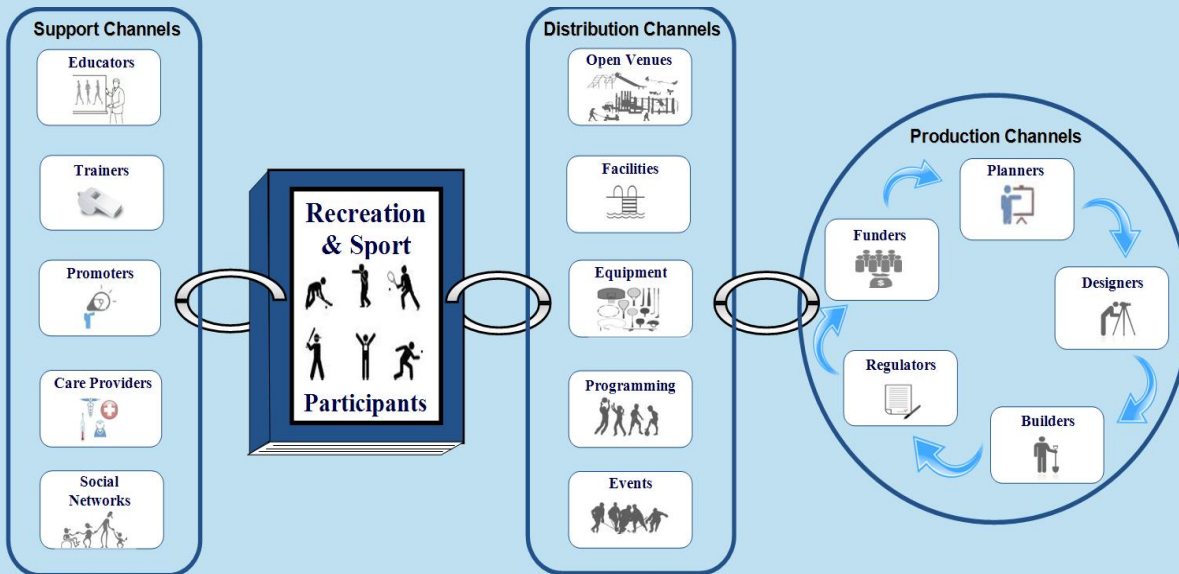 Support Channels
Educators
Trainers
Promoters
Care Providers
Social
Networks
Recreation
& Sport
Participants
Distribution Channels
Open Venues
Facilities
Equipment
Programming
Events
Production Channels
Planners
Designers
Builders
Regulators
Funders
$